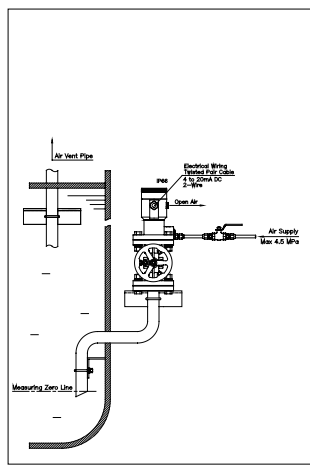 Air Vent Pipe
Electrical Wiring
Twisted Pair Cable
4 to 20mA DC
2-Wire
IP68
Open Air
Air Supply
Max 4.5 MPa
Measuring Zero Line